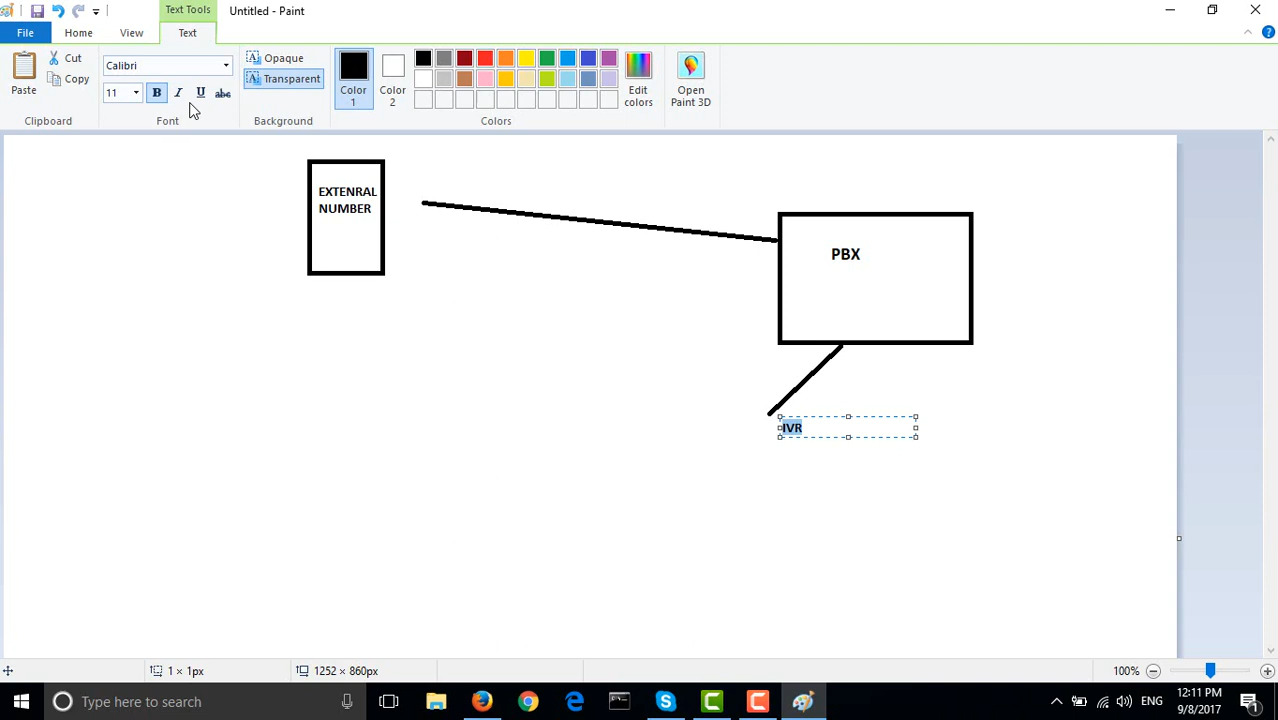 Text Tools
Untitled - Paint
File
Home
View
Text
Paste
Cut
Copy
Clipboard
Calibri
11
B
I
U
abc
Font
Opaque
Transparent
Background
Color 1
Color 2
Edit colors
Colors
Open Paint 3D
EXTENRAL
NUMBER
PBX
IVR
1 × 1px
1252 × 860px
100%
Type here to search
12:11 PM
9/8/2017
1